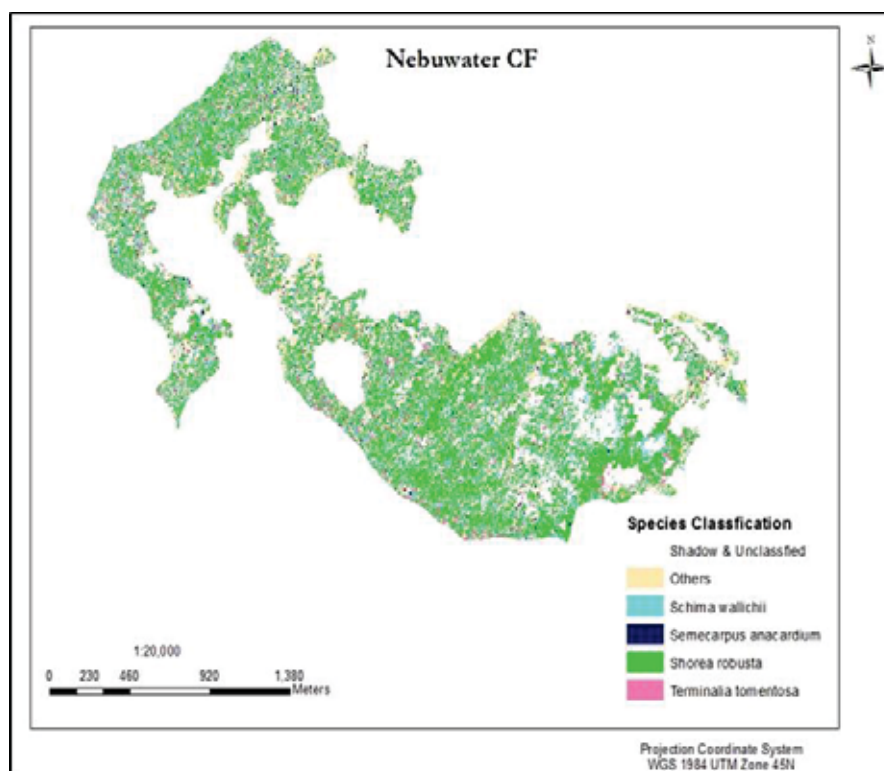 N
Nebuwater CF
Species Classfication
Shadow & Unclassfied
Others
Schima wallichii
Semecarpus anacardium
Shorea robusta
Terminalia tomentosa
1:20,000
0 230 460 920 1,380
Meters
Projection Coordinate System
WGS 1984 UTM Zone 45N